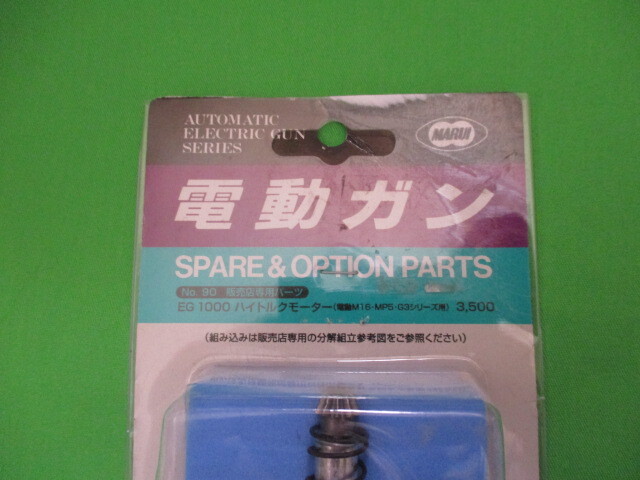 AUTOMATIC
ELECTRIC GUN
SERIES
MARUI
電動ガン
SPARE & OPTION PARTS
No. 90 販売店専用パーツ
EG 1000 ハイトルクモーター(電動M16・MP5・G3シリーズ用) 3,500
(組み込みは販売店専用の分解組立参考図をご参照ください)